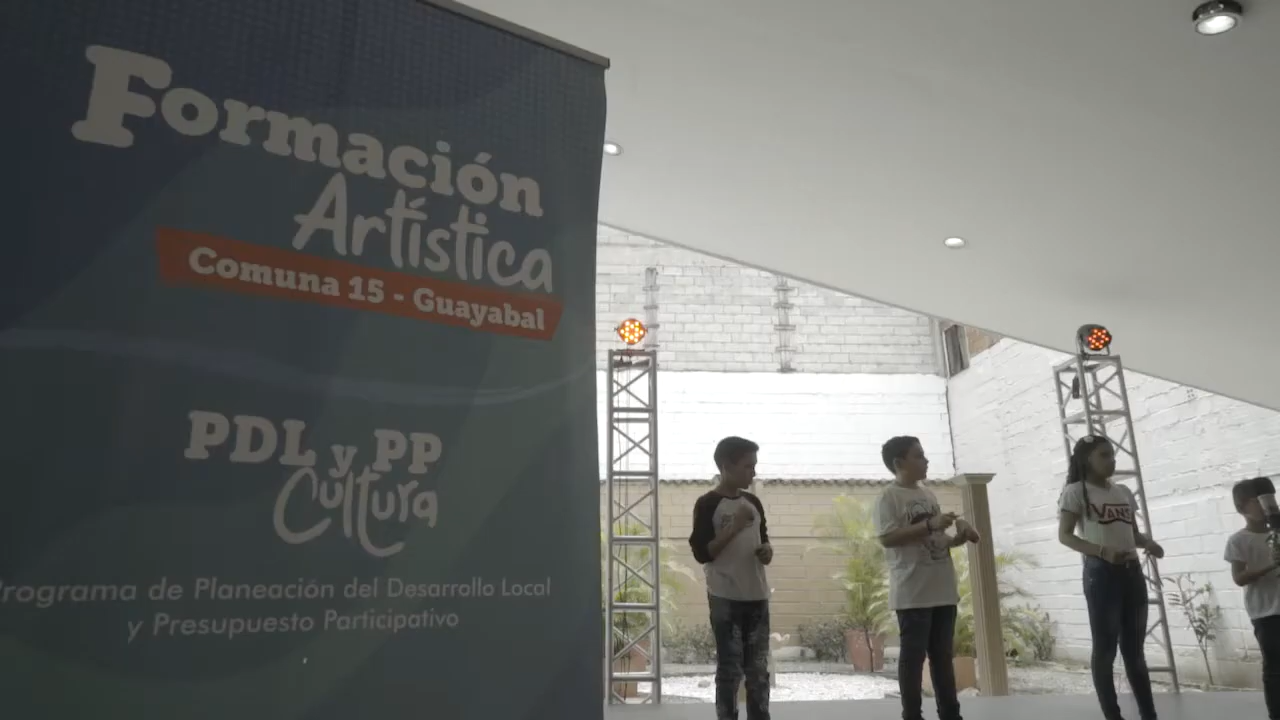 Formación
Artística
Comuna 15 - Guayabal
PDL y PP
Cultura
Programa de Planeación del Desarrollo Local
y Presupuesto Participativo
VANS